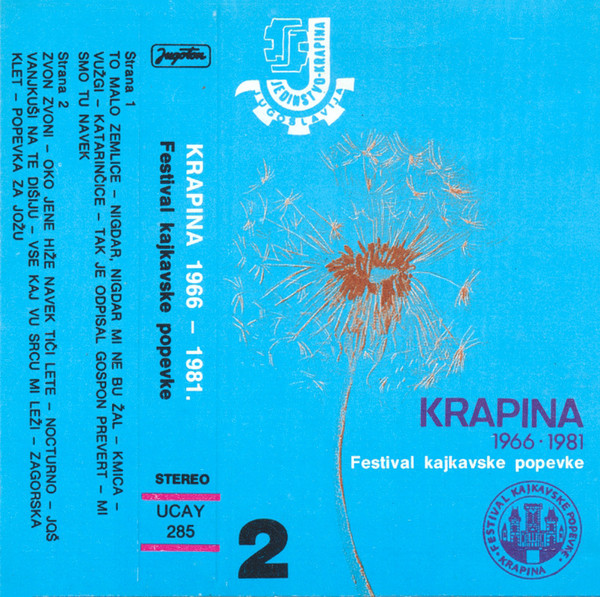 Strana 1
TO MALO ZEMLICE – NIGDAR, NIGDAR MI NE BU ŽAL – KMICA –
VUŽGI – KATARINČICE – TAK JE ODPISAL GOSPON PREVERT – MI
SMO TU NAVEK
Strana 2
ZVON ZVONI – OKO JENE HIŽE NAVEK TIČI LETE – NOCTURNO – JOŠ
VANJKUŠI NA TE DIŠIJU – VSE KAJ VU SRCU MI LEŽI – ZAGORSKA
KLET – POPEVKA ZA JOŽU
Jugoton
KRAPINA 1966 – 1981.
Festival kajkavske popevke
STEREO
UCAY
285
2
JEDINSTVO-KRAPINA
JUGOSLAVIJA
KRAPINA
1966·1981
Festival kajkavske popevke
FESTIVAL KAJKAVSKE POPEVKE
KRAPINA